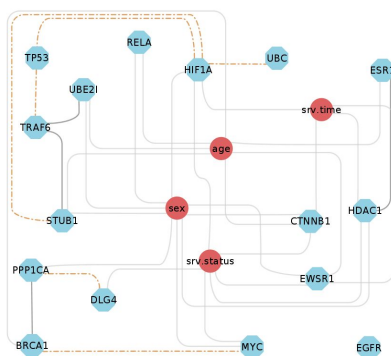 RELA
TP53
UBC
HIF1A
ESR1
UBE2I
srv.time
TRAF6
age
sex
HDAC1
STUB1
CTNNB1
srv.status
PPP1CA
EWSR1
DLG4
BRCA1
MYC
EGFR